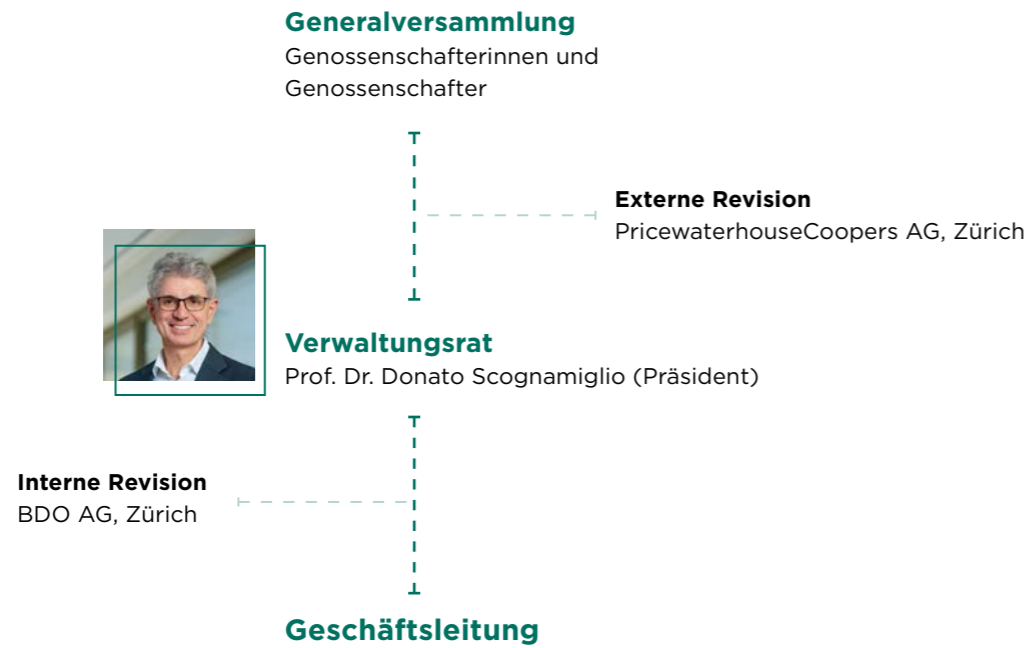 Generalversammlung
Genossenschafterinnen und
Genossenschafter
Externe Revision
PricewaterhouseCoopers AG, Zürich
Verwaltungsrat
Prof. Dr. Donato Scognamiglio (Präsident)
Interne Revision
BDO AG, Zürich
Geschäftsleitung